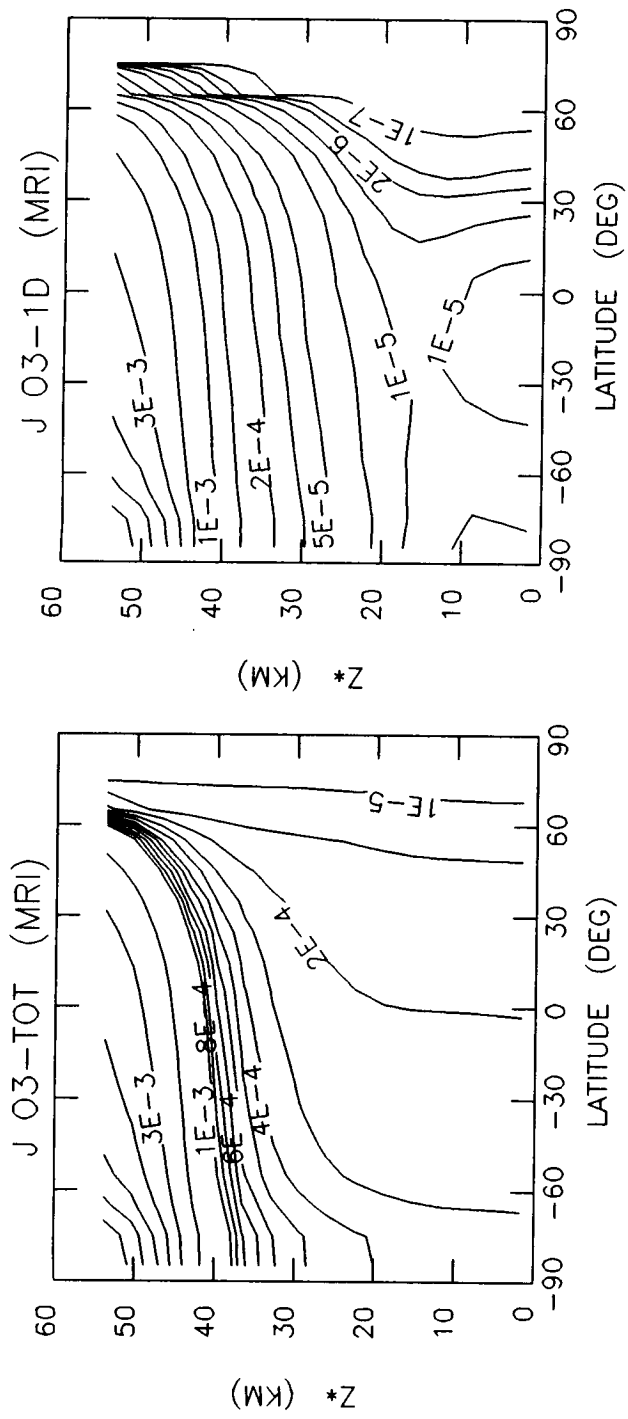 J O3-TOT (MRI)
60
50
40
30
20
10
0
Z* (KM)
3E-3
1E-3
8E-4
6E-4
4E-4
2E-4
1E-5
-90
-60
-30
0
30
60
90
LATITUDE (DEG)
J O3-1D (MRI)
60
50
40
30
20
10
0
Z* (KM)
3E-3
1E-3
2E-4
5E-5
1E-5
1E-5
2E-6
1E-7
-90
-60
-30
0
30
60
90
LATITUDE (DEG)